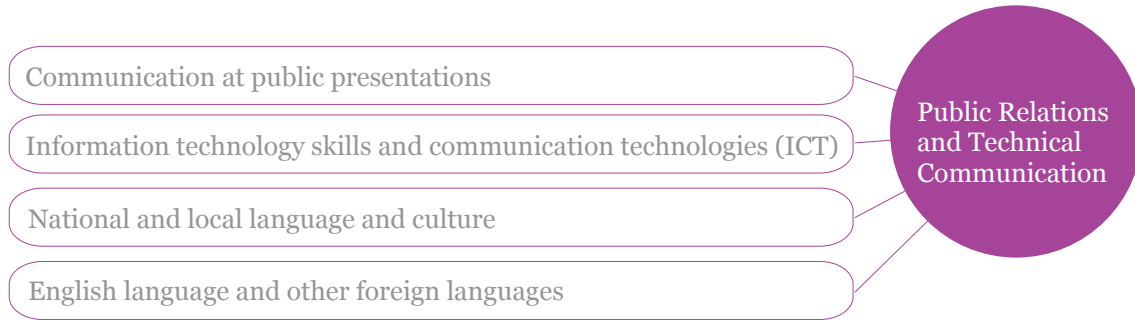 Communication at public presentations
Information technology skills and communication technologies (ICT)
National and local language and culture
English language and other foreign languages
Public Relations
and Technical
Communication